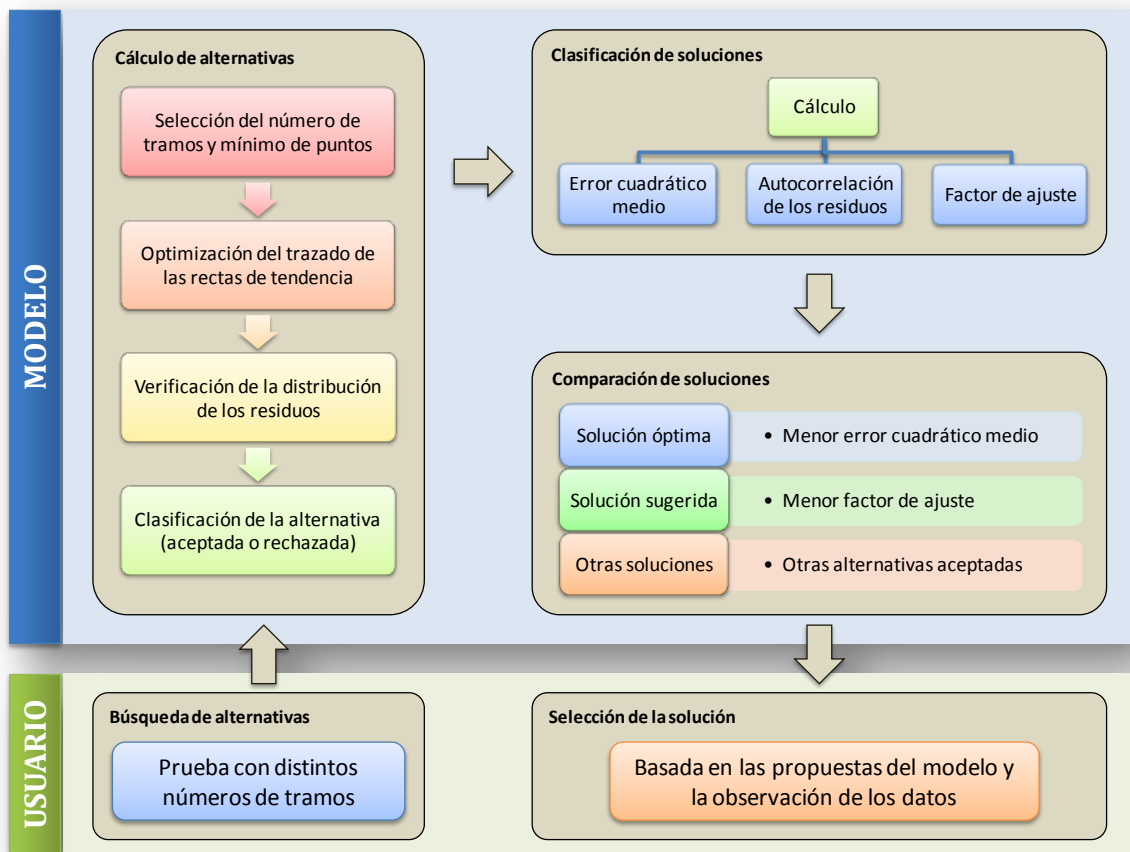 MODELO
Cálculo de alternativas
Selección del número de
tramos y mínimo de puntos
Optimización del trazado de
las rectas de tendencia
Verificación de la distribución
de los residuos
Clasificación de la alternativa
(aceptada o rechazada)
Clasificación de soluciones
Cálculo
Error cuadrático
medio
Autocorrelación
de los residuos
Factor de ajuste
Comparación de soluciones
Solución óptima
• Menor error cuadrático medio
Solución sugerida
• Menor factor de ajuste
Otras soluciones
• Otras alternativas aceptadas
USUARIO
Búsqueda de alternativas
Prueba con distintos
números de tramos
Selección de la solución
Basada en las propuestas del modelo y
la observación de los datos